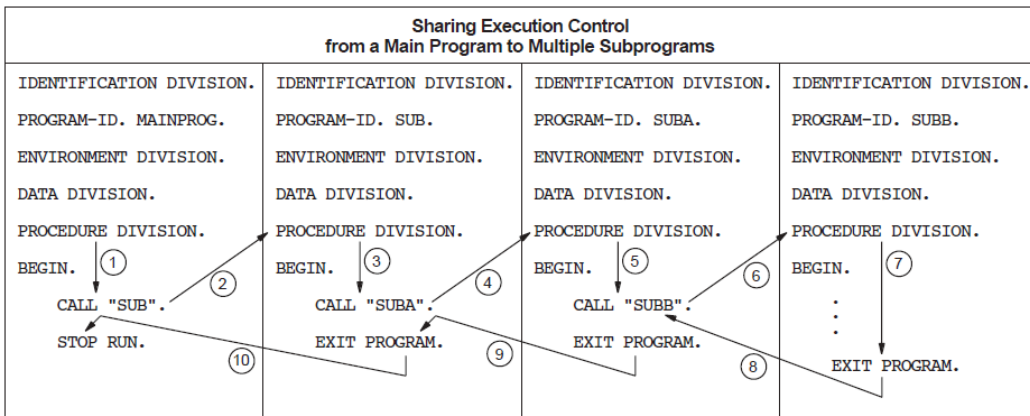 Sharing Execution Control
from a Main Program to Multiple Subprograms
IDENTIFICATION DIVISION.
PROGRAM-ID. MAINPROG.
ENVIRONMENT DIVISION.
DATA DIVISION.
PROCEDURE DIVISION.
1
BEGIN.
2
CALL "SUB".
STOP RUN.
10
IDENTIFICATION DIVISION.
PROGRAM-ID. SUB.
ENVIRONMENT DIVISION.
DATA DIVISION.
PROCEDURE DIVISION.
3
BEGIN.
4
CALL "SUBA".
EXIT PROGRAM.
9
IDENTIFICATION DIVISION.
PROGRAM-ID. SUBA.
ENVIRONMENT DIVISION.
DATA DIVISION.
PROCEDURE DIVISION.
5
BEGIN.
6
CALL "SUBB".
EXIT PROGRAM.
8
IDENTIFICATION DIVISION.
PROGRAM-ID. SUBB.
ENVIRONMENT DIVISION.
DATA DIVISION.
PROCEDURE DIVISION.
7
BEGIN.
.
.
.
EXIT PROGRAM.